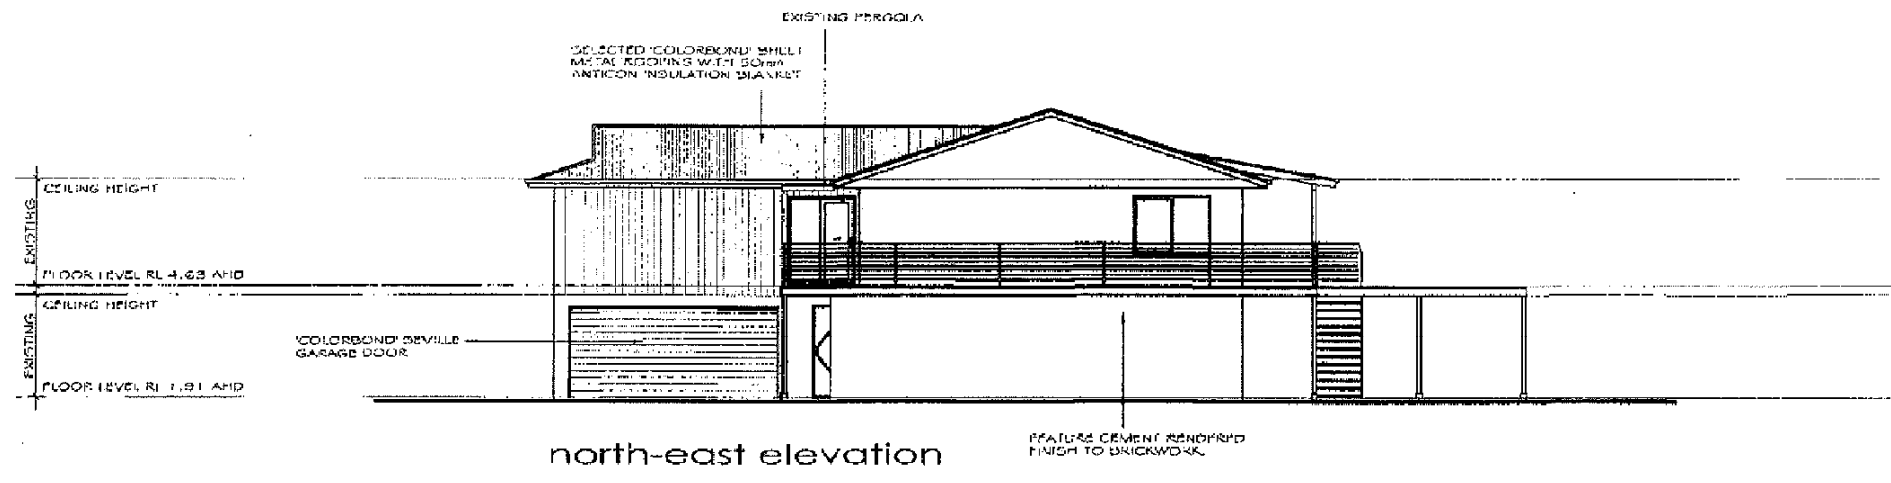 EXISTING PERGOLA
SELECTED 'COLORBOND' SHEET
METAL ROOFING WITH 50mm
ANTICON INSULATION BLANKET
CEILING HEIGHT
EXISTING
FLOOR LEVEL RL 4.63 AHD
CEILING HEIGHT
EXISTING
'COLORBOND' DEVILLE
GARAGE DOOR
FLOOR LEVEL RL 1.91 AHD
FEATURE CEMENT RENDERED
FINISH TO BRICKWORK.
north-east elevation